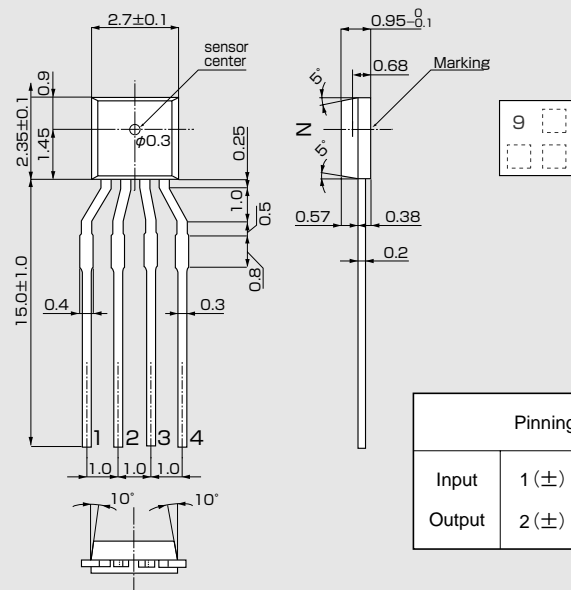 2.7±0.1
sensor
center
0.9
2.35±0.1
1.45
φ0.3
0.25
1.0
0.5
0.8
15.0±1.0
0.4
0.3
1 2 3 4
1.0 1.0 1.0
10° 10°
0.95 0 -0.1
0.68
Marking
5°
N
5°
0.57
0.38
0.2
9
Pinning
Input 1(±)
Output 2(±)